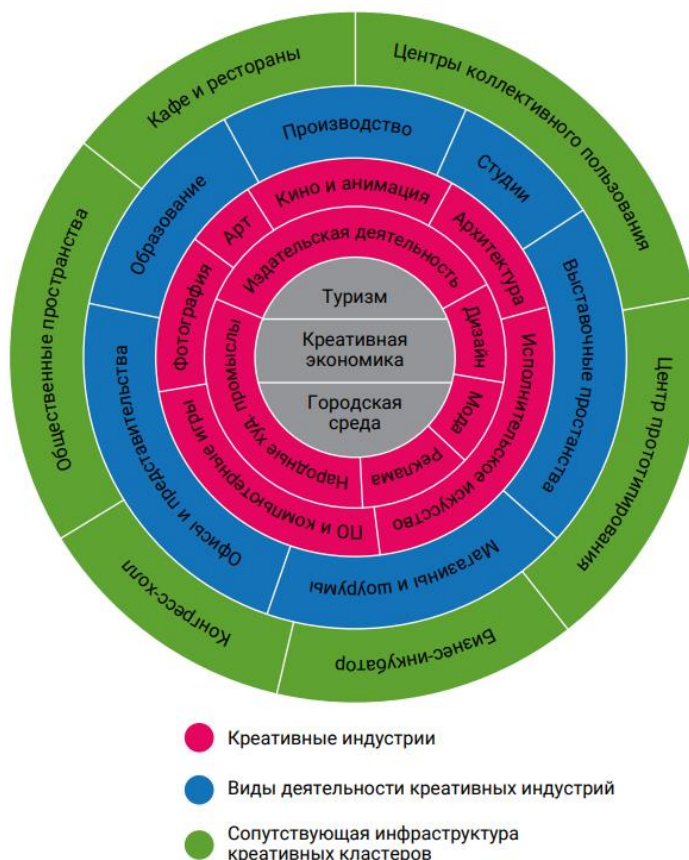 Кафе и рестораны
Центры коллективного пользования
Центр прототипирования
Бизнес-инкубатор
Конгресс-холл
Общественные пространства
Производство
Студии
Выставочные простанства
Магазины и шоурумы
Офисы и представительства
Образование
Кино и анимация
Архитектура
Исполнительское искусство
ПО и компьютерные игры
Фотография
Арт
Издательская деятельность
Дизайн
Мода
Реклама
Народные худ. промыслы
Туризм
Креативная
экономика
Городская
среда
Креативные индустрии
Виды деятельности креативных индустрий
Сопутствующая инфраструктура
креативных кластеров